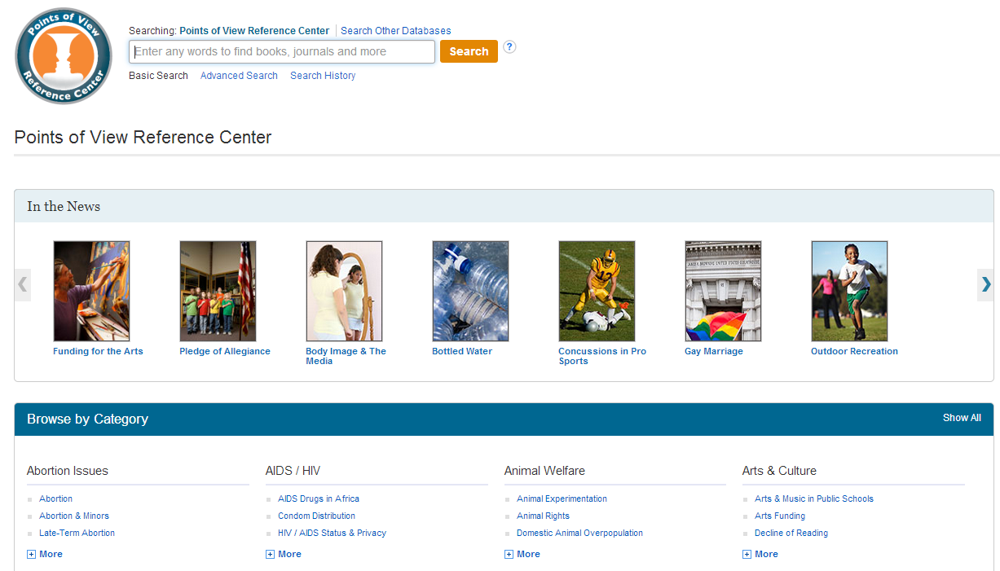 Points of View
Reference Center
Searching: Points of View Reference Center Search Other Databases
Enter any words to find books, journals and more
Search
?
Basic Search Advanced Search Search History
Points of View Reference Center
In the News
Funding for the Arts
Pledge of Allegiance
Body Image & The
Media
Bottled Water
Concussions in Pro
Sports
Gay Marriage
Outdoor Recreation
Browse by Category
Show All
Abortion Issues
Abortion
Abortion & Minors
Late-Term Abortion
More
AIDS / HIV
AIDS Drugs in Africa
Condom Distribution
HIV / AIDS Status & Privacy
More
Animal Welfare
Animal Experimentation
Animal Rights
Domestic Animal Overpopulation
More
Arts & Culture
Arts & Music in Public Schools
Arts Funding
Decline of Reading
More